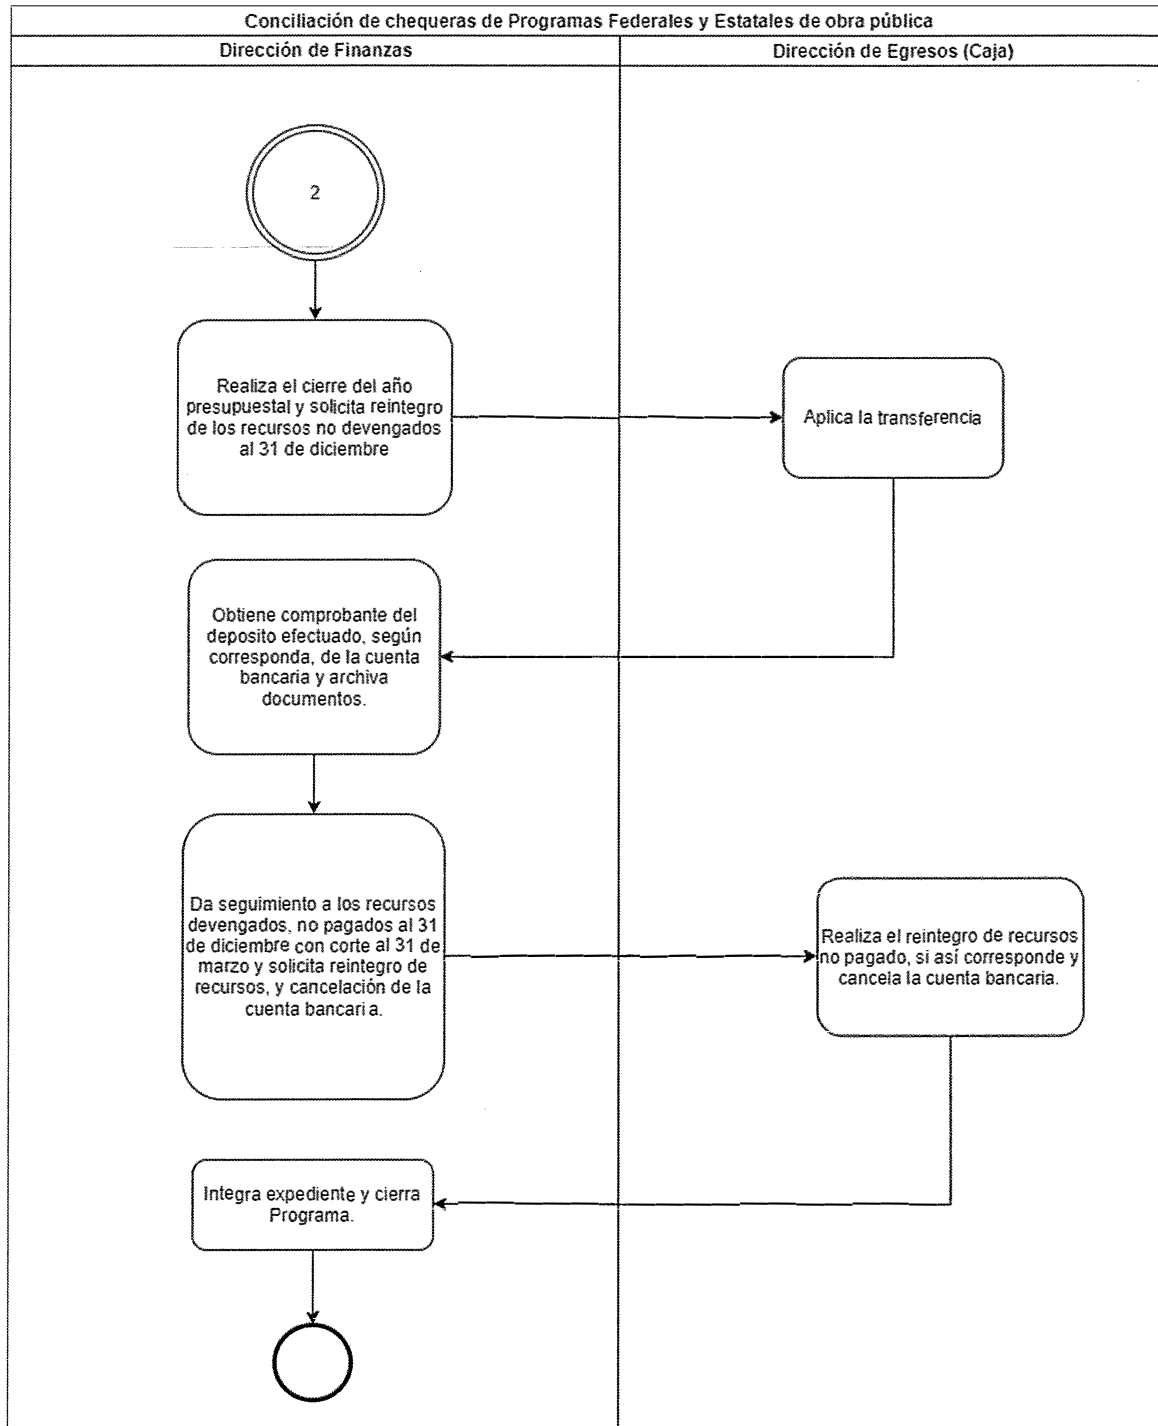 Conciliación de chequeras de Programas Federales y Estatales de obra pública
Dirección de Finanzas
Dirección de Egresos (Caja)
2
Realiza el cierre del año
presupuestal y solicita reintegro
de los recursos no devengados
al 31 de diciembre
Aplica la transferencia
Obtiene comprobante del
deposito efectuado, según
corresponda, de la cuenta
bancaria y archiva
documentos.
Da seguimiento a los recursos
devengados, no pagados al 31
de diciembre con corte al 31 de
marzo y solicita reintegro de
recursos, y cancelación de la
cuenta bancaria.
Realiza el reintegro de recursos
no pagado, si así corresponde y
cancela la cuenta bancaria.
Integra expediente y cierra
Programa.